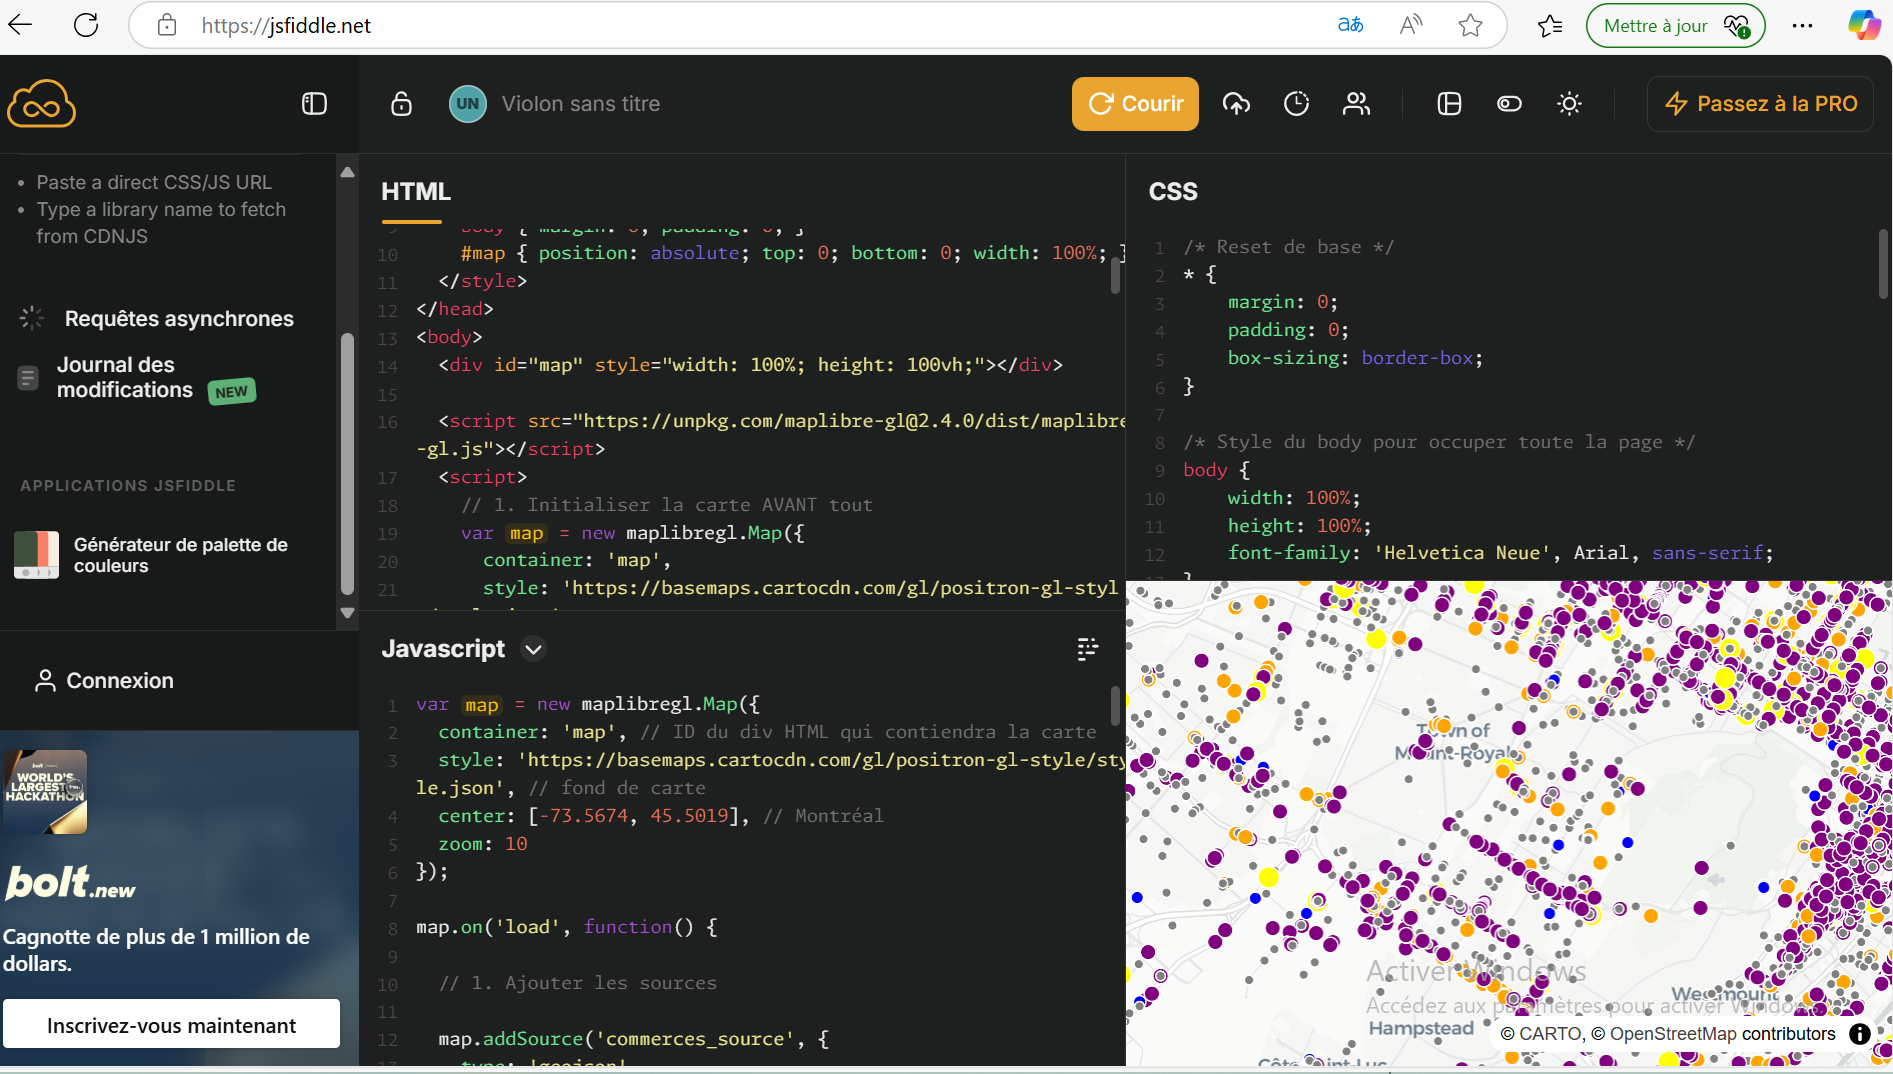 https://jsfiddle.net
aあ
A
Mettre à jour
UN
Violon sans titre
Courir
Passez à la PRO
Paste a direct CSS/JS URL
Type a library name to fetch
from CDNJS
Requêtes asynchrones
Journal des
modifications
NEW
APPLICATIONS JSFIDDLE
Générateur de palette de
couleurs
Connexion
bolt
WORLD'S
LARGEST
HACKATHON
bolt.new
Cagnotte de plus de 1 million de
dollars.
Inscrivez-vous maintenant
HTML
9 body { margin: 0; padding: 0; }
10 #map { position: absolute; top: 0; bottom: 0; width: 100%; }
11 </style>
12 </head>
13 <body>
14 <div id="map" style="width: 100%; height: 100vh;"></div>
15
16 <script src="https://unpkg.com/maplibre-gl@2.4.0/dist/maplibre
-gl.js"></script>
17 <script>
18 // 1. Initialiser la carte AVANT tout
19 var map = new maplibregl.Map({
20 container: 'map',
21 style: 'https://basemaps.cartocdn.com/gl/positron-gl-styl
Javascript
1 var map = new maplibregl.Map({
2 container: 'map', // ID du div HTML qui contiendra la carte
3 style: 'https://basemaps.cartocdn.com/gl/positron-gl-style/sty
le.json', // fond de carte
4 center: [-73.5674, 45.5019], // Montréal
5 zoom: 10
6 });
7
8 map.on('load', function() {
9
10 // 1. Ajouter les sources
11
12 map.addSource('commerces_source', {
13 type: 'geojson'
CSS
1 /* Reset de base */
2 * {
3 margin: 0;
4 padding: 0;
5 box-sizing: border-box;
6 }
7
8 /* Style du body pour occuper toute la page */
9 body {
10 width: 100%;
11 height: 100%;
12 font-family: 'Helvetica Neue', Arial, sans-serif;
13 }
Town of
Mount-Royal
Activer Windows
Accédez aux paramètres pour activer Windows.
Westmount
Hampstead
© CARTO, © OpenStreetMap contributors
Côte-Saint-Luc